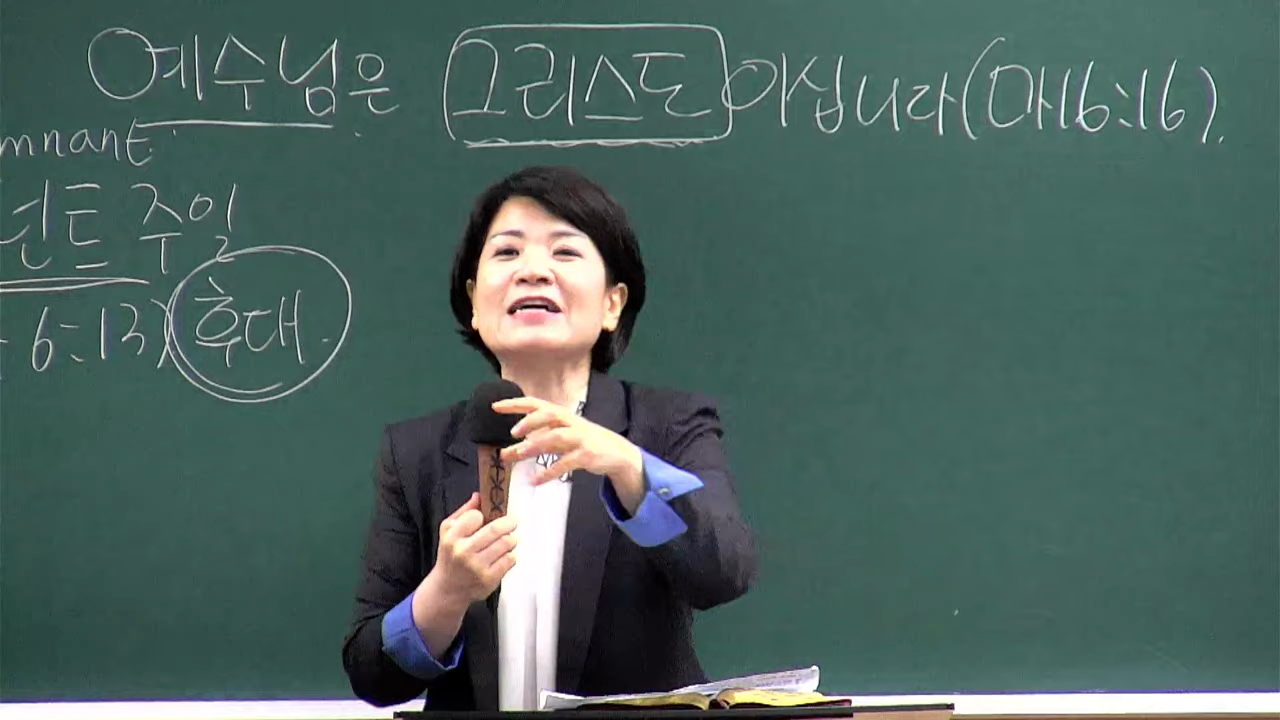 예수님은 그리스도이십니다(마16:16).
mnant.
넌트 주일
6:13) 후대.